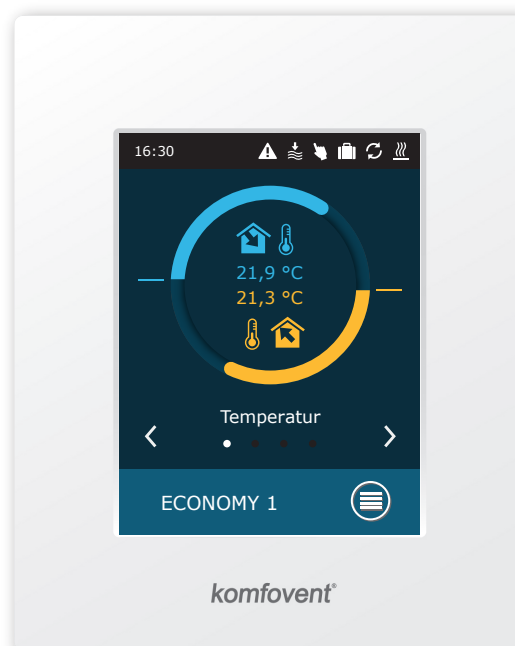 16:30
21,9 °C
21,3 °C
Temperatur
ECONOMY 1
komfovent®